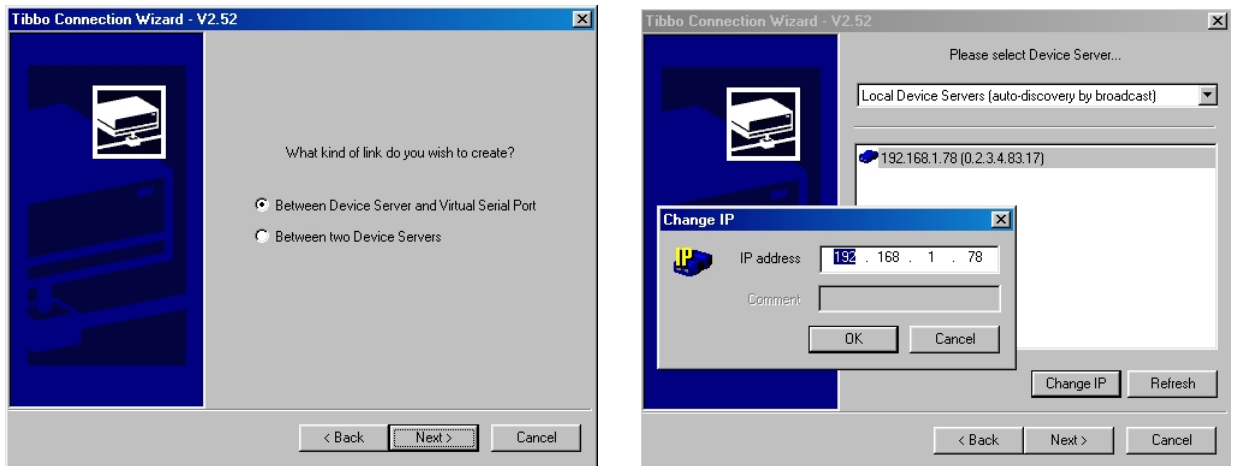 Tibbo Connection Wizard - V2.52
What kind of link do you wish to create?
Between Device Server and Virtual Serial Port
Between two Device Servers
< Back
Next >
Cancel
Tibbo Connection Wizard - V2.52
Please select Device Server...
Local Device Servers (auto-discovery by broadcast)
192.168.1.78 (0.2.3.4.83.17)
Change IP
IP
IP address
192 . 168 . 1 . 78
Comment
OK
Cancel
Change IP
Refresh
< Back
Next >
Cancel